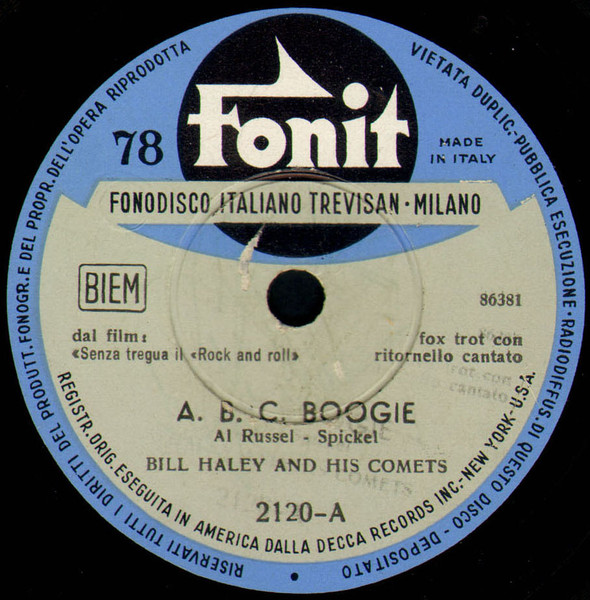 Fonit
78
MADE
IN ITALY
FONODISCO ITALIANO TREVISAN · MILANO
BIEM
86381
dal film:
«Senza tregua il «Rock and roll»
fox trot con
ritornello cantato
A. B. C. BOOGIE
Al Russel - Spickel
BILL HALEY AND HIS COMETS
2120-A
REGISTR. ORIG. ESEGUITA IN AMERICA DALLA DECCA RECORDS INC.-NEW YORK-U.S.A.
RISERVATI TUTTI I DIRITTI DEL PRODUTT. FONOGR. E DEL PROPR. DELL'OPERA RIPRODOTTA
VIETATA DUPLIC.-PUBBLICA ESECUZIONE-RADIODIFFUS. DI QUESTO DISCO - DEPOSITATO